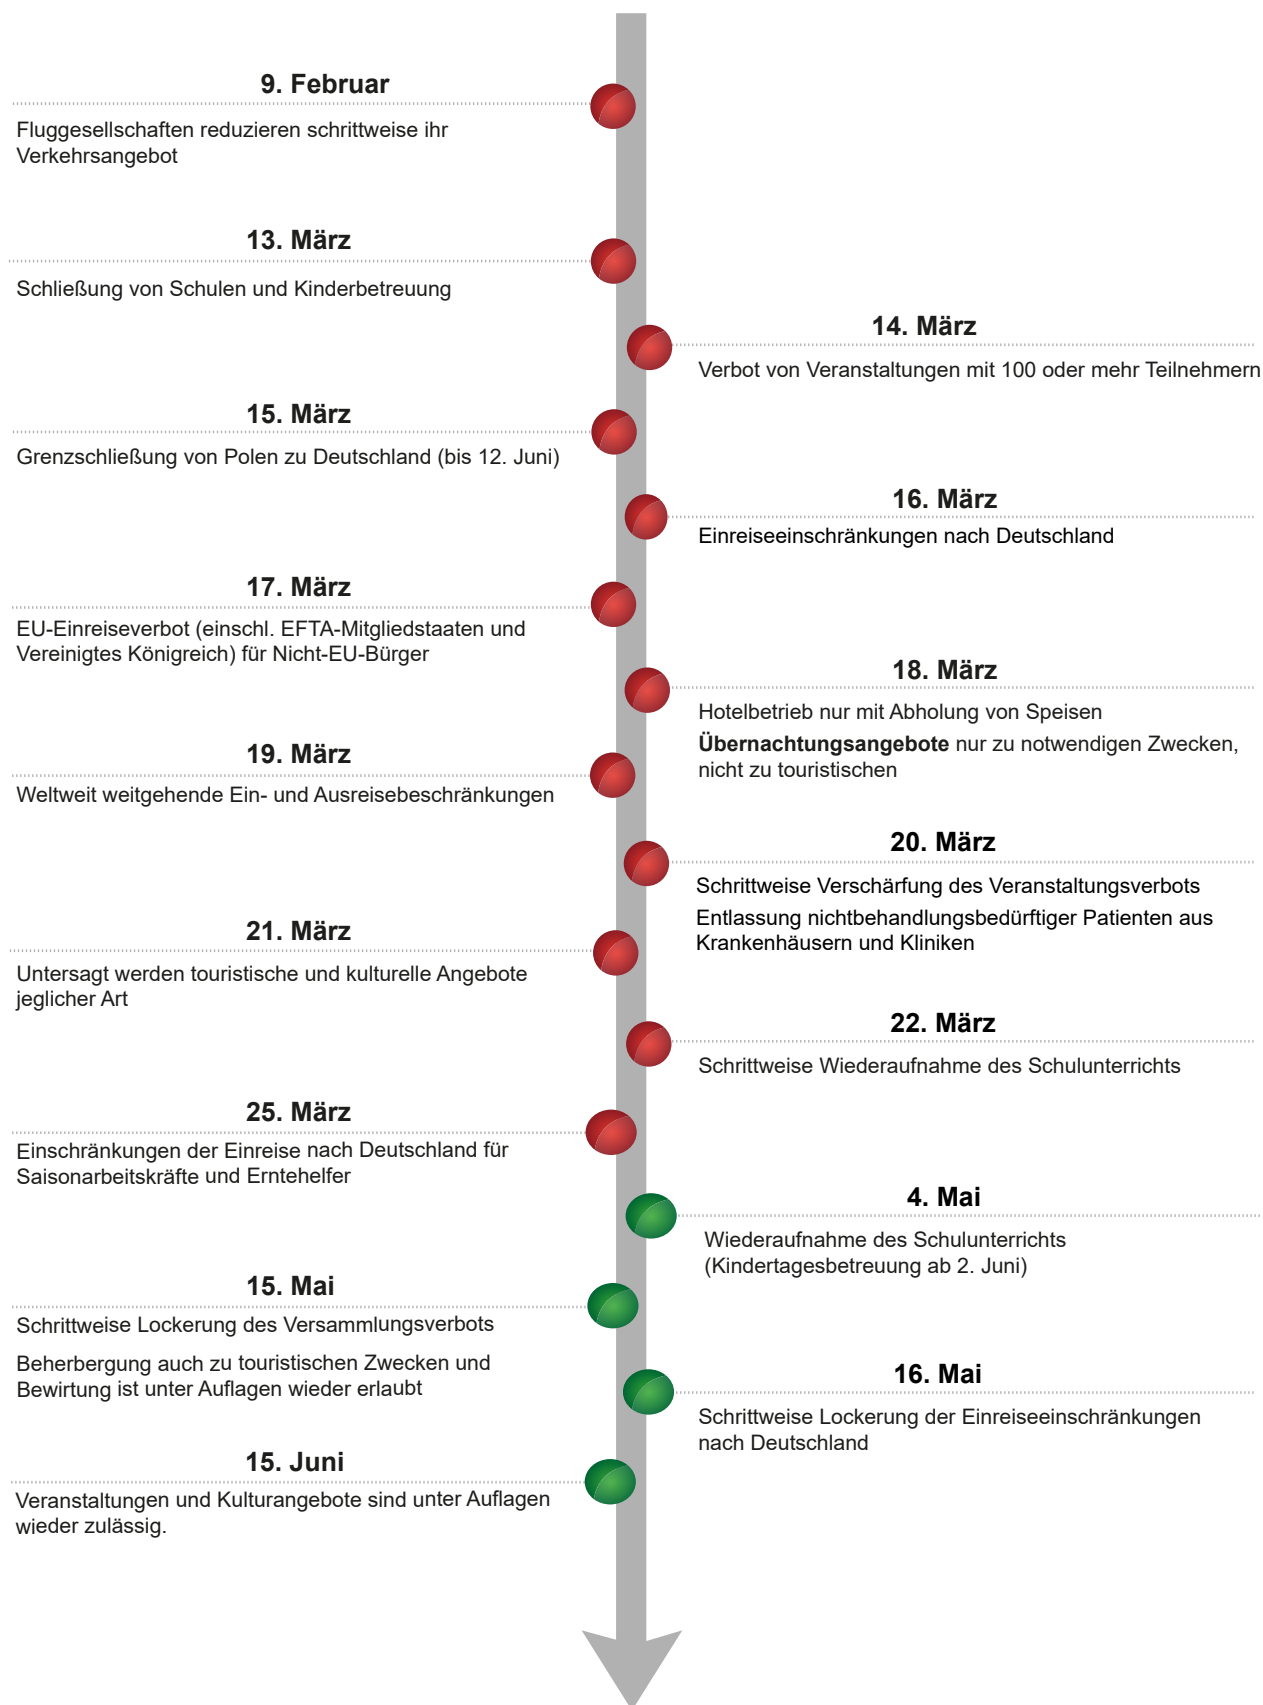 9. Februar
Fluggesellschaften reduzieren schrittweise ihr
Verkehrsangebot
13. März
Schließung von Schulen und Kinderbetreuung
14. März
Verbot von Veranstaltungen mit 100 oder mehr Teilnehmern
15. März
Grenzschließung von Polen zu Deutschland (bis 12. Juni)
16. März
Einreiseeinschränkungen nach Deutschland
17. März
EU-Einreiseverbot (einschl. EFTA-Mitgliedstaaten und
Vereinigtes Königreich) für Nicht-EU-Bürger
18. März
Hotelbetrieb nur mit Abholung von Speisen
Übernachtungsangebote nur zu notwendigen Zwecken,
nicht zu touristischen
19. März
Weltweit weitgehende Ein- und Ausreisebeschränkungen
20. März
Schrittweise Verschärfung des Veranstaltungsverbots
Entlassung nichtbehandlungsbedürftiger Patienten aus
Krankenhäusern und Kliniken
21. März
Untersagt werden touristische und kulturelle Angebote
jeglicher Art
22. März
Schrittweise Wiederaufnahme des Schulunterrichts
25. März
Einschränkungen der Einreise nach Deutschland für
Saisonarbeitskräfte und Erntehelfer
4. Mai
Wiederaufnahme des Schulunterrichts
(Kindertagesbetreuung ab 2. Juni)
15. Mai
Schrittweise Lockerung des Versammlungsverbots
Beherbergung auch zu touristischen Zwecken und
Bewirtung ist unter Auflagen wieder erlaubt
16. Mai
Schrittweise Lockerung der Einreiseeinschränkungen
nach Deutschland
15. Juni
Veranstaltungen und Kulturangebote sind unter Auflagen
wieder zulässig.